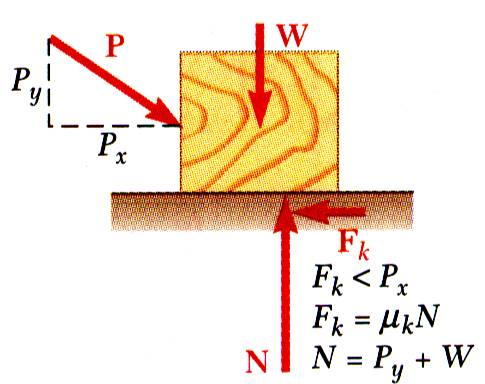 P
W
P_y
P_x
F_k
F_k < P_x
F_k = μ_k N
N
N = P_y + W